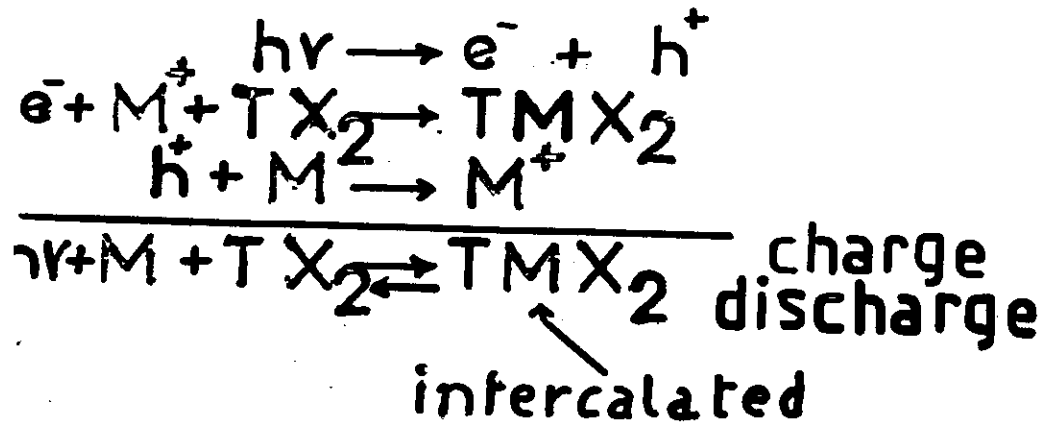 hν → e⁻ + h⁺
e⁻ + M⁺ + TX₂ → TMX₂
h⁺ + M → M⁺
hν + M + TX₂ ⇌ TMX₂ charge
discharge
intercalated